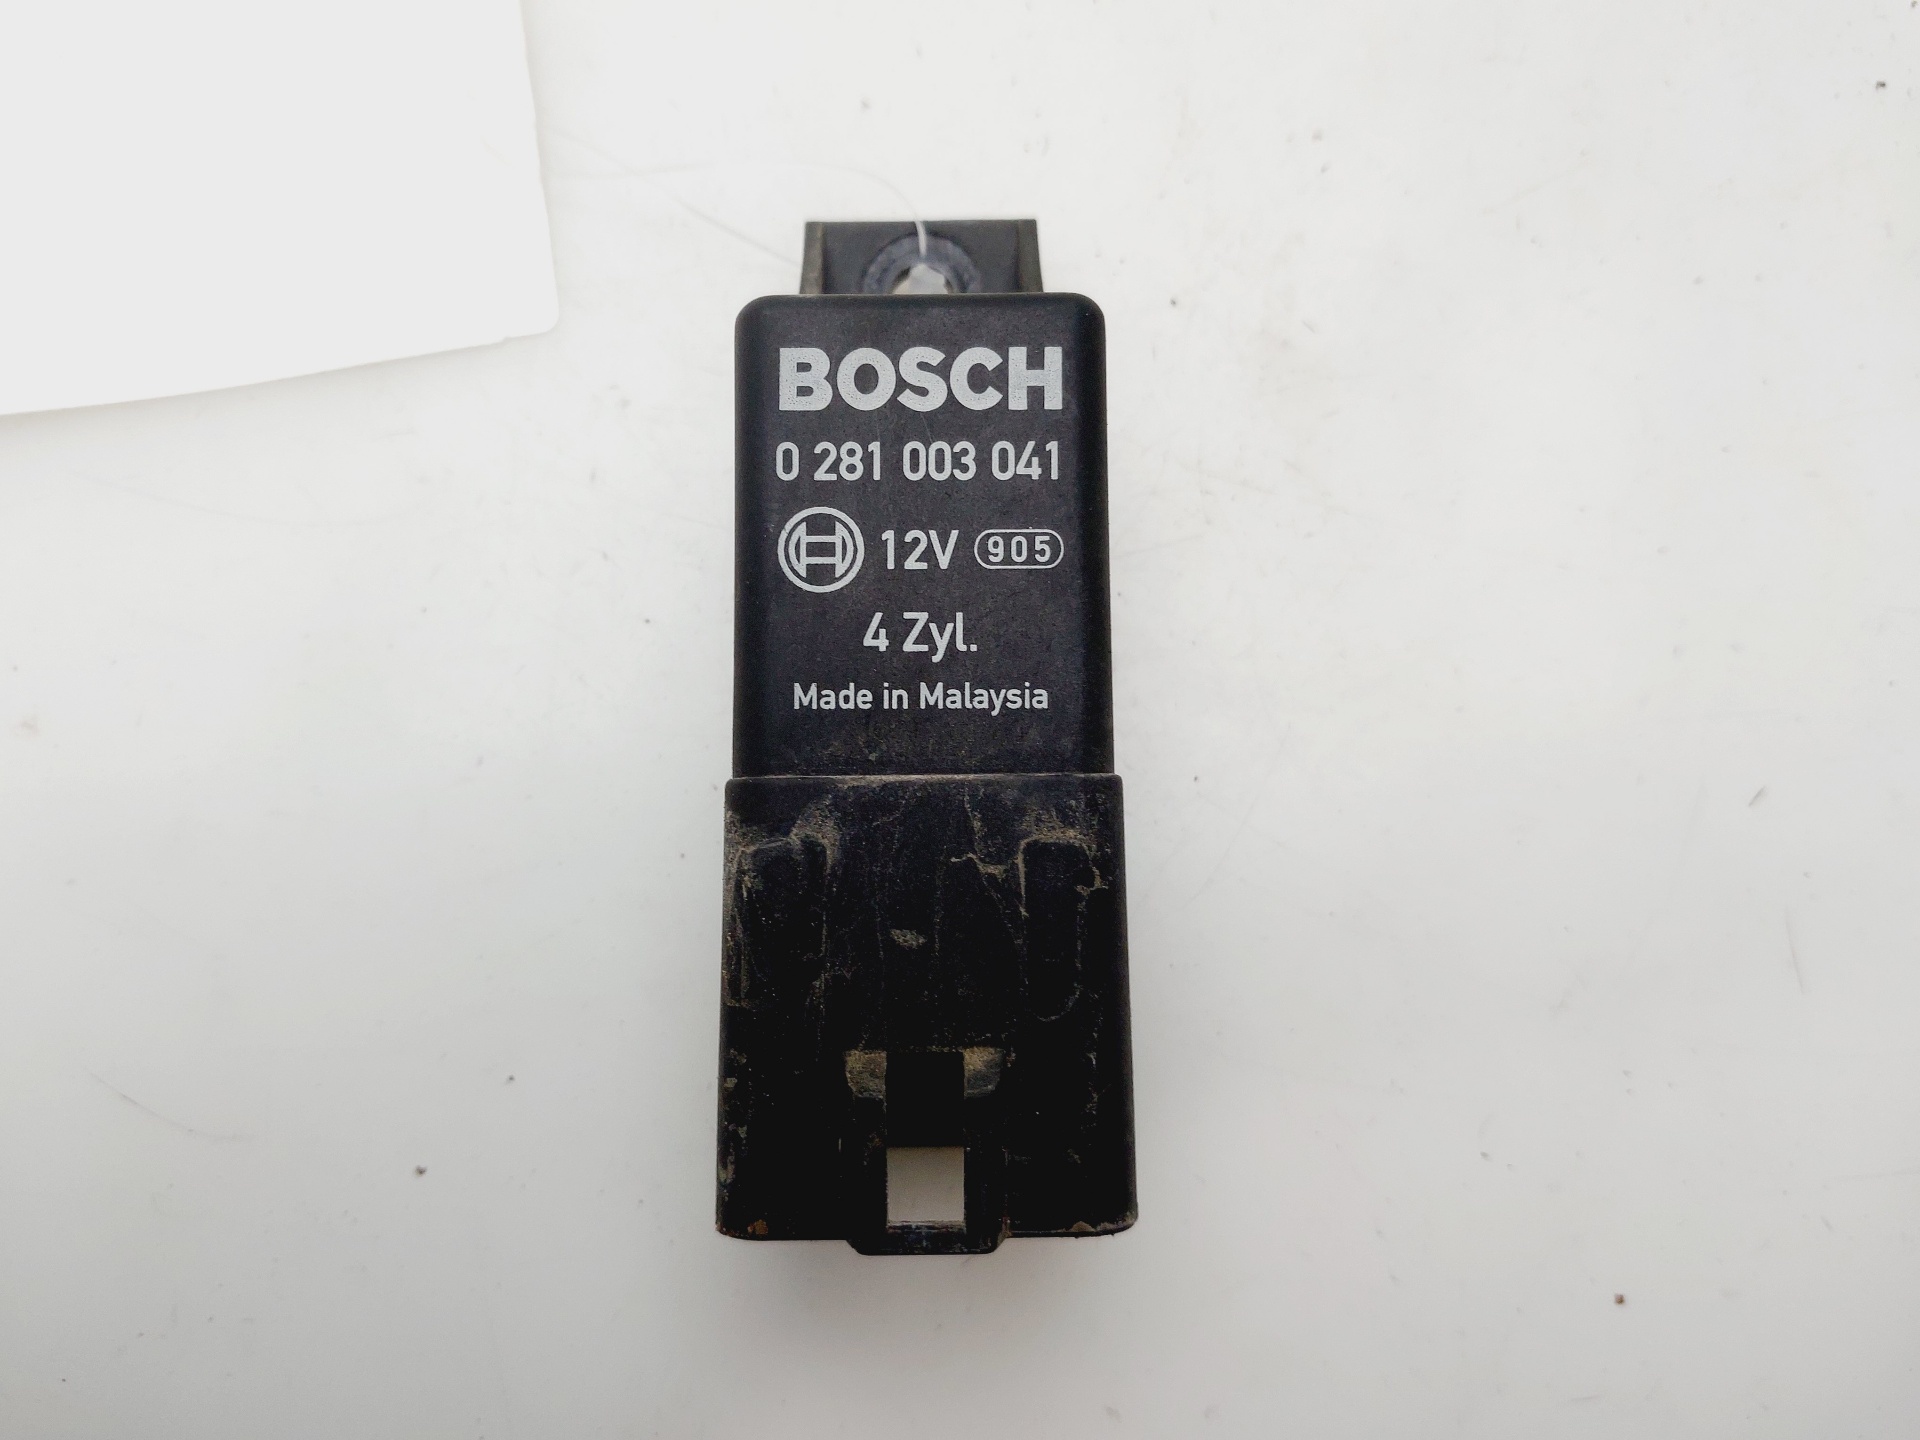 BOSCH
0 281 003 041
12V 905
4 Zyl.
Made in Malaysia